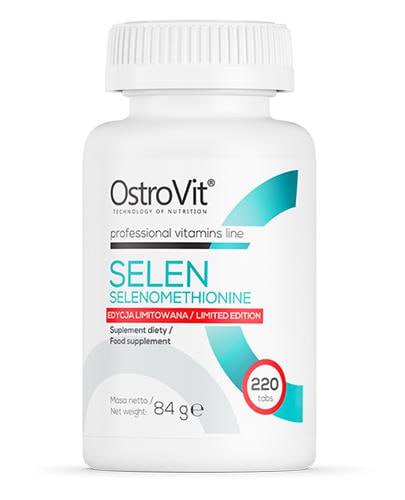 OstroVit®
TECHNOLOGY OF NUTRITION
professional vitamins line
SELEN
SELENOMETHIONINE
EDYCJA LIMITOWANA / LIMITED EDITION
Suplement diety /
Food supplement
220
tabs
Masa netto /
Net weight: 84 g e